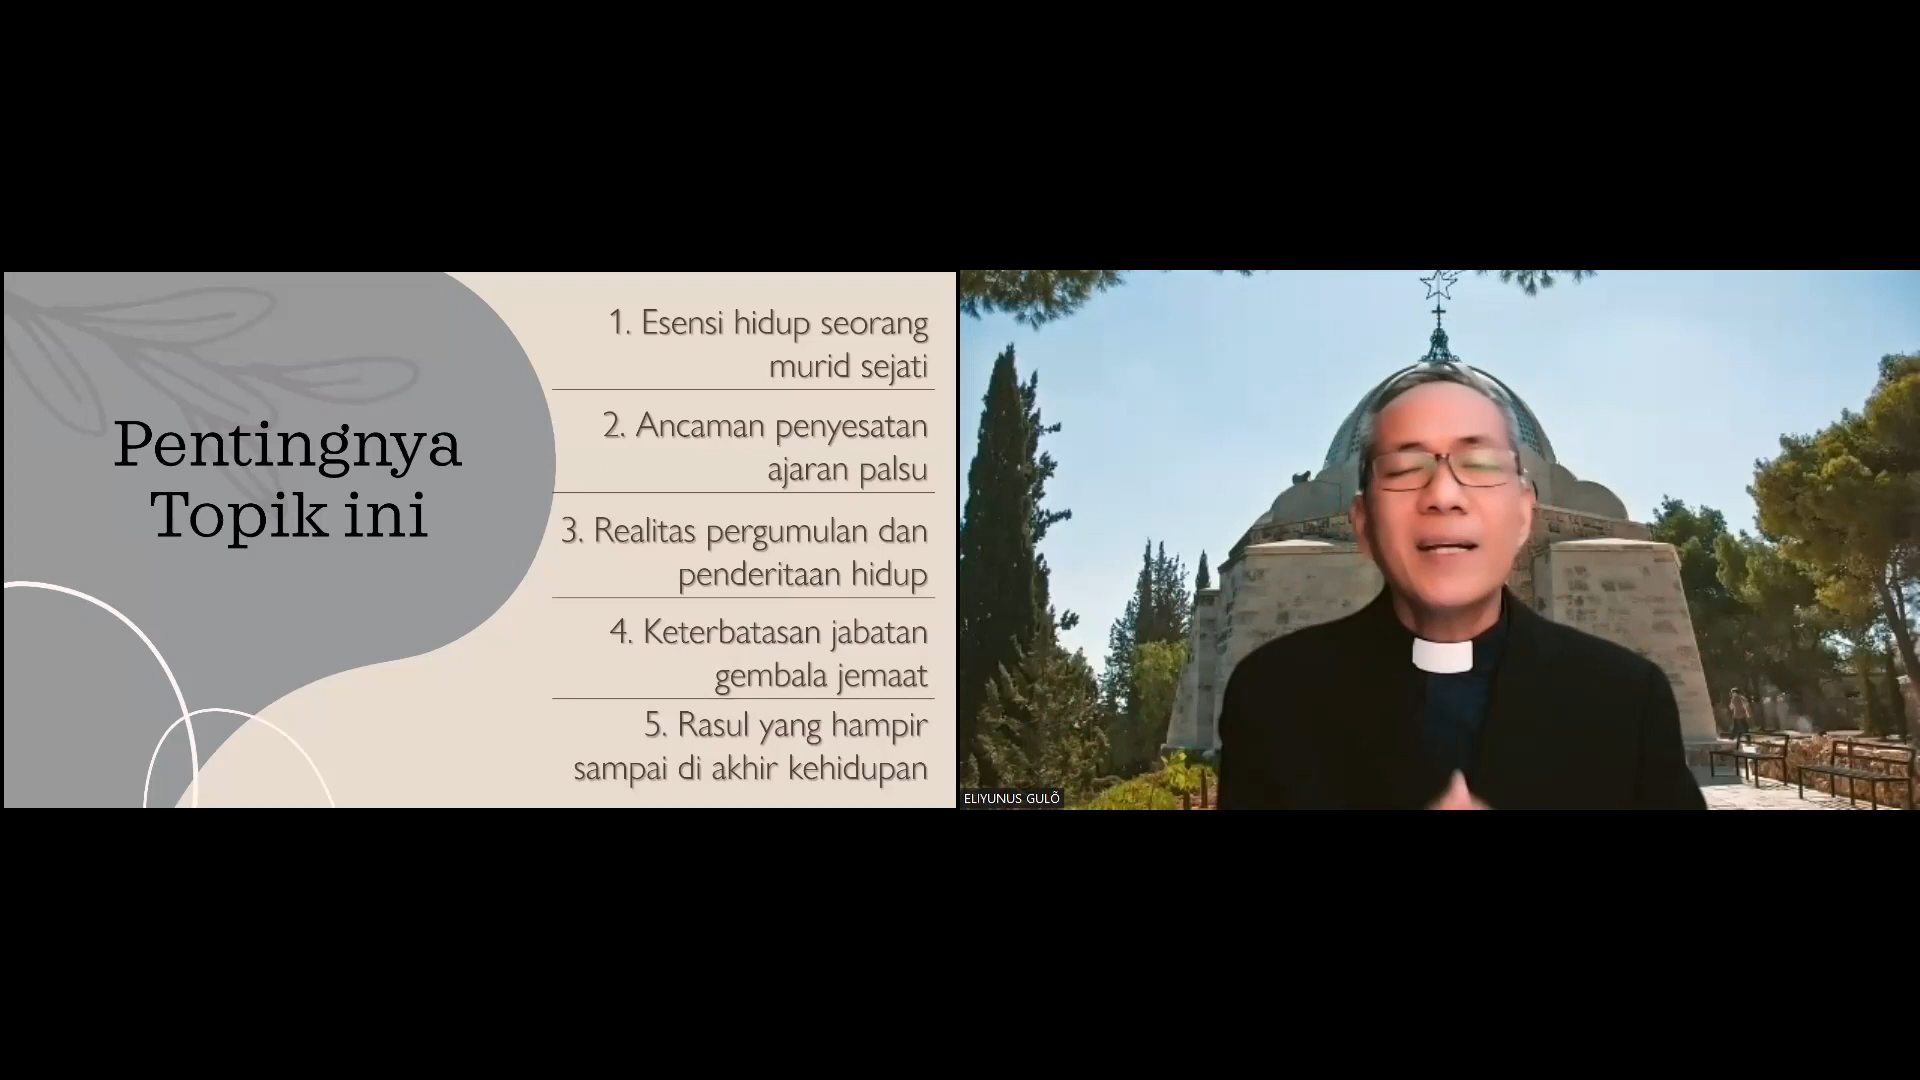 Pentingnya
Topik ini
1. Esensi hidup seorang
murid sejati
2. Ancaman penyesatan
ajaran palsu
3. Realitas pergumulan dan
penderitaan hidup
4. Keterbatasan jabatan
gembala jemaat
5. Rasul yang hampir
sampai di akhir kehidupan
ELIYUNUS GULÕ